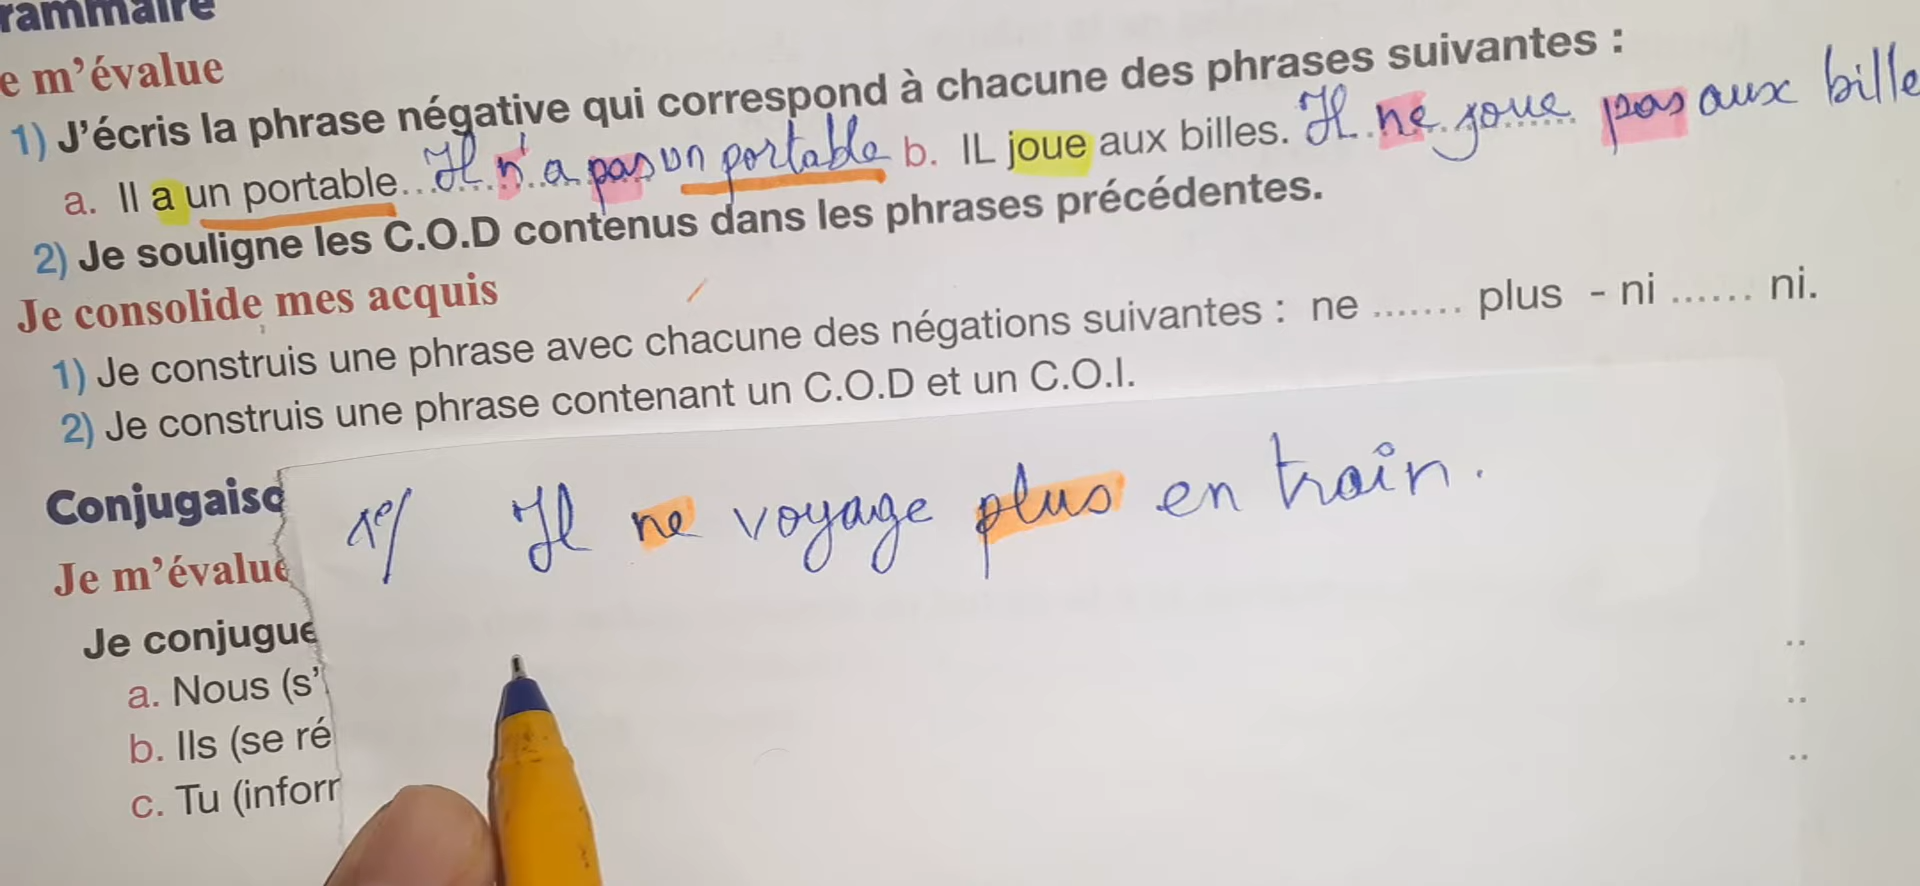 rammaire
e m'évalue
1) J'écris la phrase négative qui correspond à chacune des phrases suivantes :
a. Il a un portable... Il n'a pas un portable b. IL joue aux billes. Il ne joue pas aux bille
2) Je souligne les C.O.D contenus dans les phrases précédentes.
Je consolide mes acquis
1) Je construis une phrase avec chacune des négations suivantes : ne ....... plus - ni ...... ni.
2) Je construis une phrase contenant un C.O.D et un C.O.I.
Conjugaiso
1e/ Il ne voyage plus en train.
Je m'évalue
Je conjugue ..
a. Nous (s' ..
b. Ils (se ré ..
c. Tu (inforr